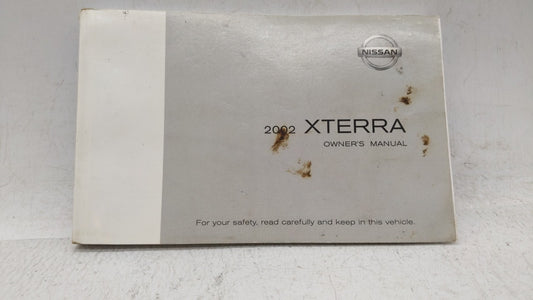 NISSAN
2002 XTERRA
OWNER'S MANUAL
For your safety, read carefully and keep in this vehicle.